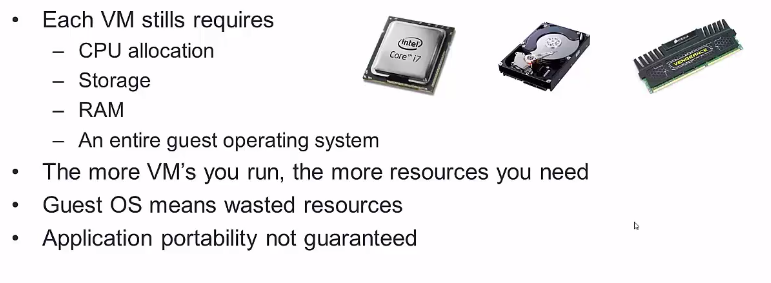 • Each VM stills requires
– CPU allocation
– Storage
– RAM
– An entire guest operating system
• The more VM's you run, the more resources you need
• Guest OS means wasted resources
• Application portability not guaranteed
intel
Core™ i7
VENGEANCE